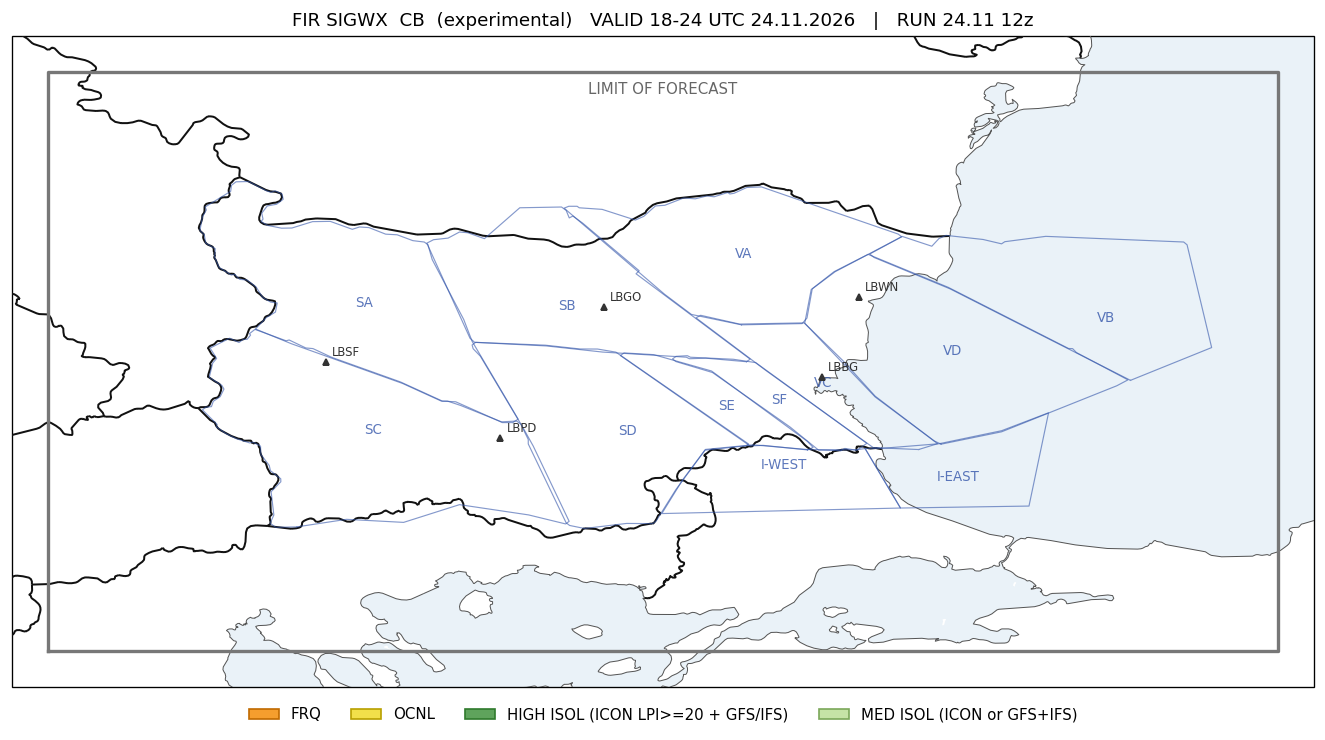 FIR SIGWX  CB  (experimental)   VALID 18-24 UTC 24.11.2026   |   RUN 24.11 12z
LIMIT OF FORECAST
VA
LBWN
SA
SB
LBGO
VB
LBSF
VD
LBBG
VC
SE
SF
SC
LBPD
SD
I-WEST
I-EAST
FRQ
OCNL
HIGH ISOL (ICON LPI>=20 + GFS/IFS)
MED ISOL (ICON or GFS+IFS)